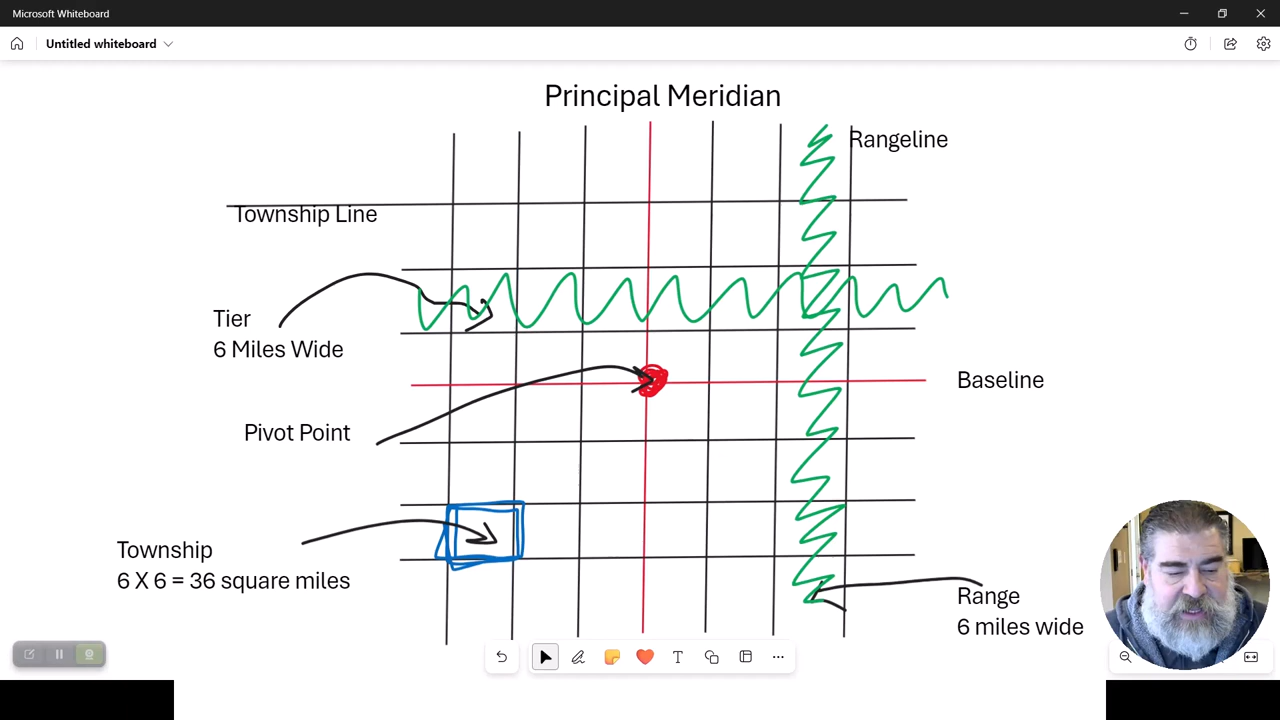 Microsoft Whiteboard
Untitled whiteboard
Principal Meridian
Rangeline
Township Line
Tier
6 Miles Wide
Baseline
Pivot Point
Township
6 X 6 = 36 square miles
Range
6 miles wide
T